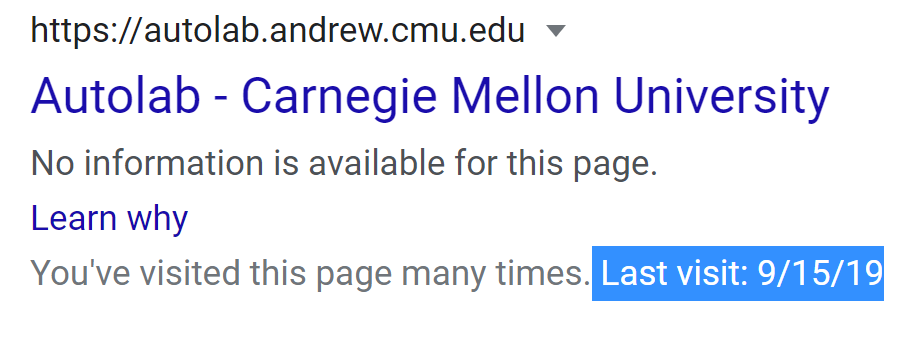 https://autolab.andrew.cmu.edu
Autolab - Carnegie Mellon University
No information is available for this page.
Learn why
You've visited this page many times. Last visit: 9/15/19